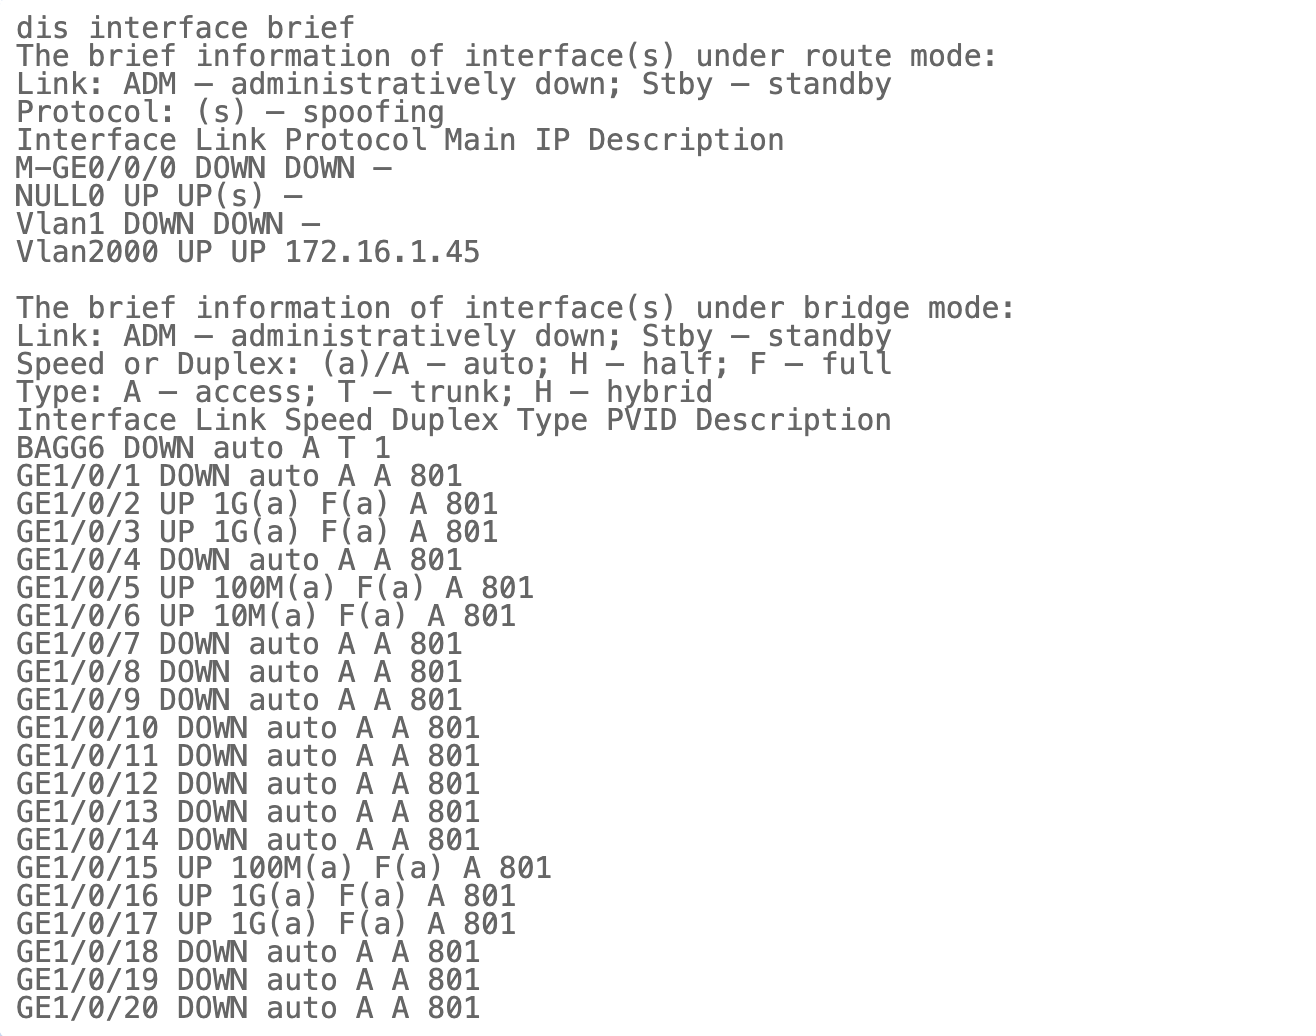 dis interface brief
The brief information of interface(s) under route mode:
Link: ADM – administratively down; Stby – standby
Protocol: (s) – spoofing
Interface Link Protocol Main IP Description
M–GE0/0/0 DOWN DOWN –
NULL0 UP UP(s) –
Vlan1 DOWN DOWN –
Vlan2000 UP UP 172.16.1.45

The brief information of interface(s) under bridge mode:
Link: ADM – administratively down; Stby – standby
Speed or Duplex: (a)/A – auto; H – half; F – full
Type: A – access; T – trunk; H – hybrid
Interface Link Speed Duplex Type PVID Description
BAGG6 DOWN auto A T 1
GE1/0/1 DOWN auto A A 801
GE1/0/2 UP 1G(a) F(a) A 801
GE1/0/3 UP 1G(a) F(a) A 801
GE1/0/4 DOWN auto A A 801
GE1/0/5 UP 100M(a) F(a) A 801
GE1/0/6 UP 10M(a) F(a) A 801
GE1/0/7 DOWN auto A A 801
GE1/0/8 DOWN auto A A 801
GE1/0/9 DOWN auto A A 801
GE1/0/10 DOWN auto A A 801
GE1/0/11 DOWN auto A A 801
GE1/0/12 DOWN auto A A 801
GE1/0/13 DOWN auto A A 801
GE1/0/14 DOWN auto A A 801
GE1/0/15 UP 100M(a) F(a) A 801
GE1/0/16 UP 1G(a) F(a) A 801
GE1/0/17 UP 1G(a) F(a) A 801
GE1/0/18 DOWN auto A A 801
GE1/0/19 DOWN auto A A 801
GE1/0/20 DOWN auto A A 801